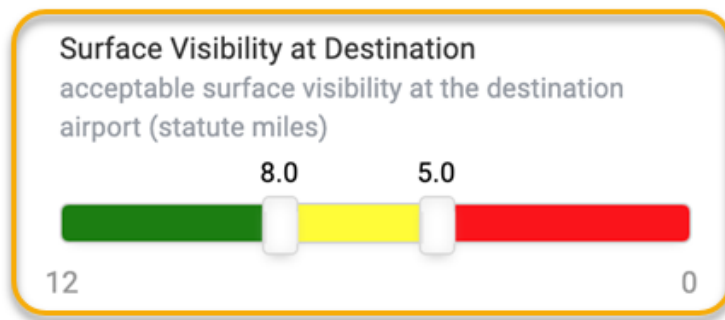 Surface Visibility at Destination
acceptable surface visibility at the destination
airport (statute miles)
8.0 5.0
12 0